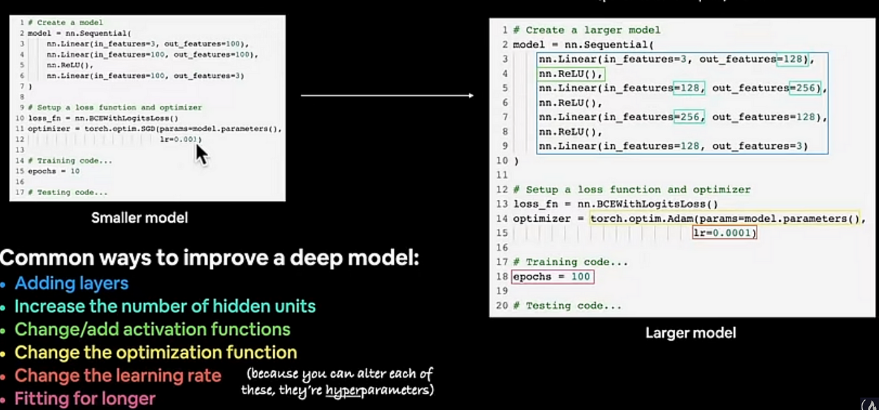 1 # Create a model
2 model = nn.Sequential(
3 nn.Linear(in_features=3, out_features=100),
4 nn.Linear(in_features=100, out_features=100),
5 nn.ReLU(),
6 nn.Linear(in_features=100, out_features=3)
7 )
8
9 # Setup a loss function and optimizer
10 loss_fn = nn.BCEWithLogitsLoss()
11 optimizer = torch.optim.SGD(params=model.parameters(),
12 lr=0.001)
13
14 # Training code...
15 epochs = 10
16
17 # Testing code...
Smaller model
1 # Create a larger model
2 model = nn.Sequential(
3 nn.Linear(in_features=3, out_features=128),
4 nn.ReLU(),
5 nn.Linear(in_features=128, out_features=256),
6 nn.ReLU(),
7 nn.Linear(in_features=256, out_features=128),
8 nn.ReLU(),
9 nn.Linear(in_features=128, out_features=3)
10 )
11
12 # Setup a loss function and optimizer
13 loss_fn = nn.BCEWithLogitsLoss()
14 optimizer = torch.optim.Adam(params=model.parameters(),
15 lr=0.0001)
16
17 # Training code...
18 epochs = 100
19
20 # Testing code...
Larger model
Common ways to improve a deep model:
• Adding layers
• Increase the number of hidden units
• Change/add activation functions
• Change the optimization function
• Change the learning rate
• Fitting for longer
(because you can alter each of
these, they're hyperparameters)